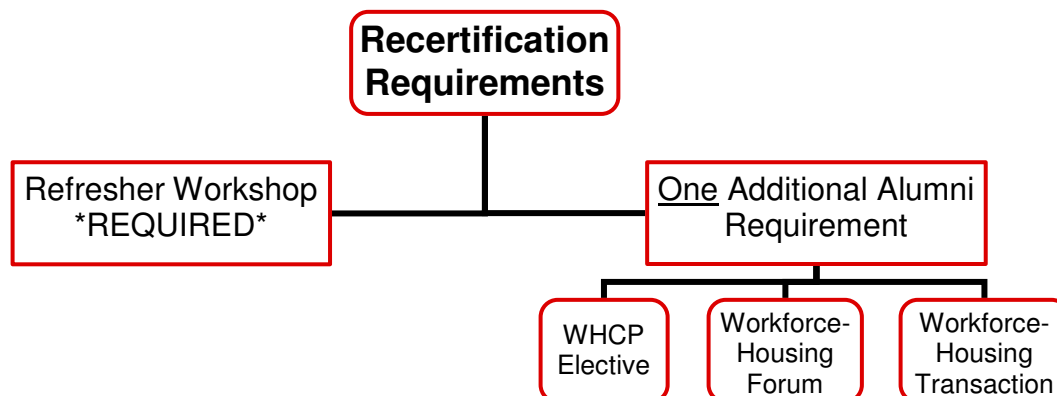 Recertification
Requirements
Refresher Workshop
*REQUIRED*
One Additional Alumni
Requirement
WHCP
Elective
Workforce-
Housing
Forum
Workforce-
Housing
Transaction